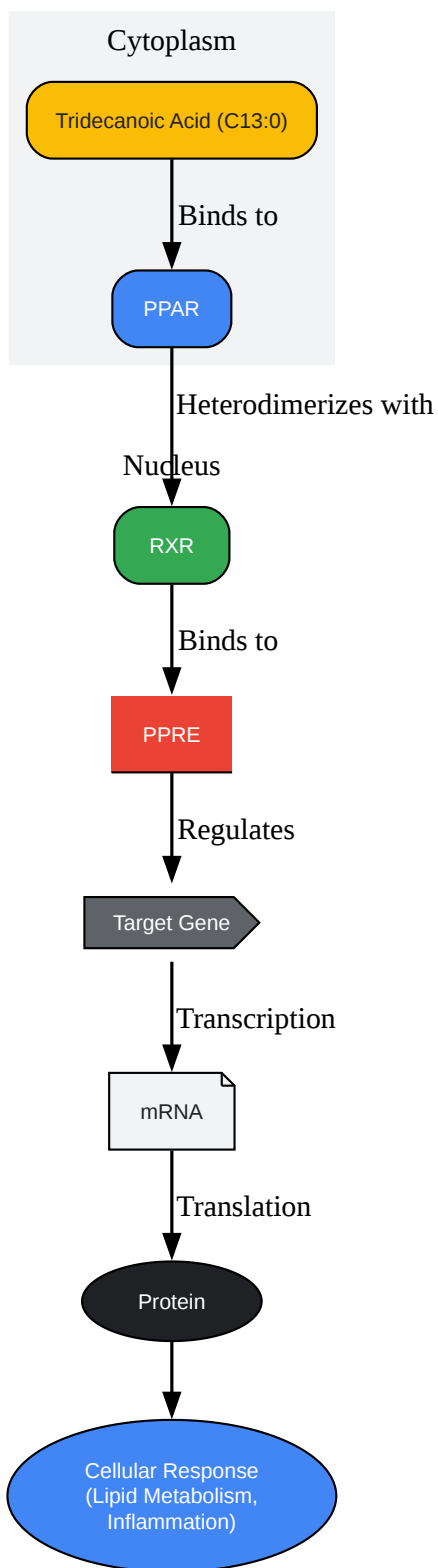 Cytoplasm
Tridecanoic Acid (C13:0)
Binds to
PPAR
Heterodimerizes with
Nucleus
RXR
Binds to
PPRE
Regulates
Target Gene
Transcription
mRNA
Translation
Protein
Cellular Response
(Lipid Metabolism,
Inflammation)